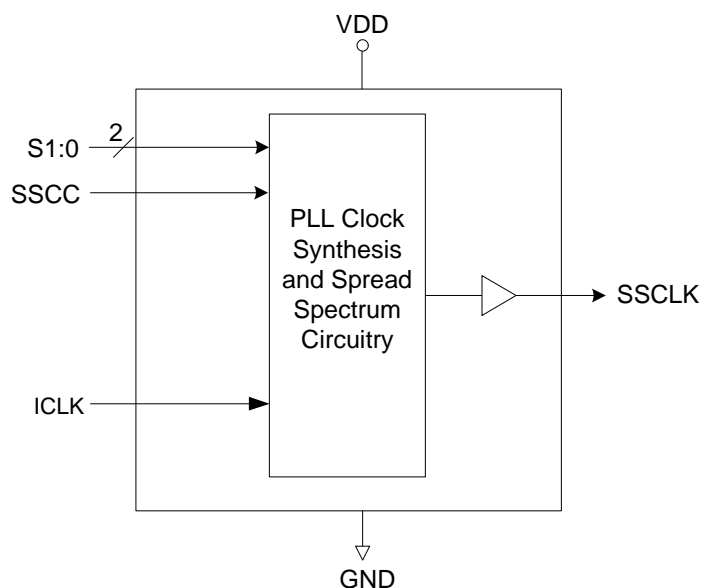 VDD
2
S1:0
SSCC
PLL Clock
Synthesis
and Spread
Spectrum
Circuitry
SSCLK
ICLK
GND